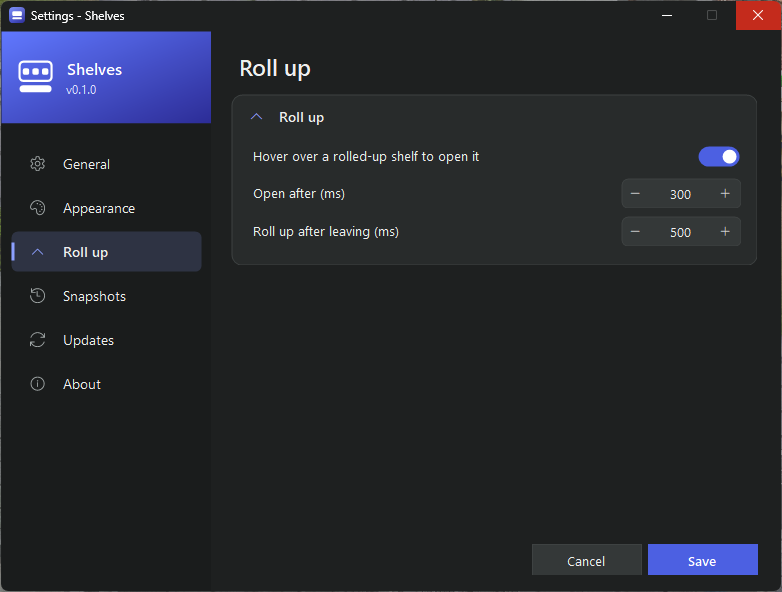 Settings - Shelves
Shelves
v0.1.0
General
Appearance
Roll up
Snapshots
Updates
About
Roll up
Roll up
Hover over a rolled-up shelf to open it
Open after (ms)
− 300 +
Roll up after leaving (ms)
− 500 +
Cancel
Save